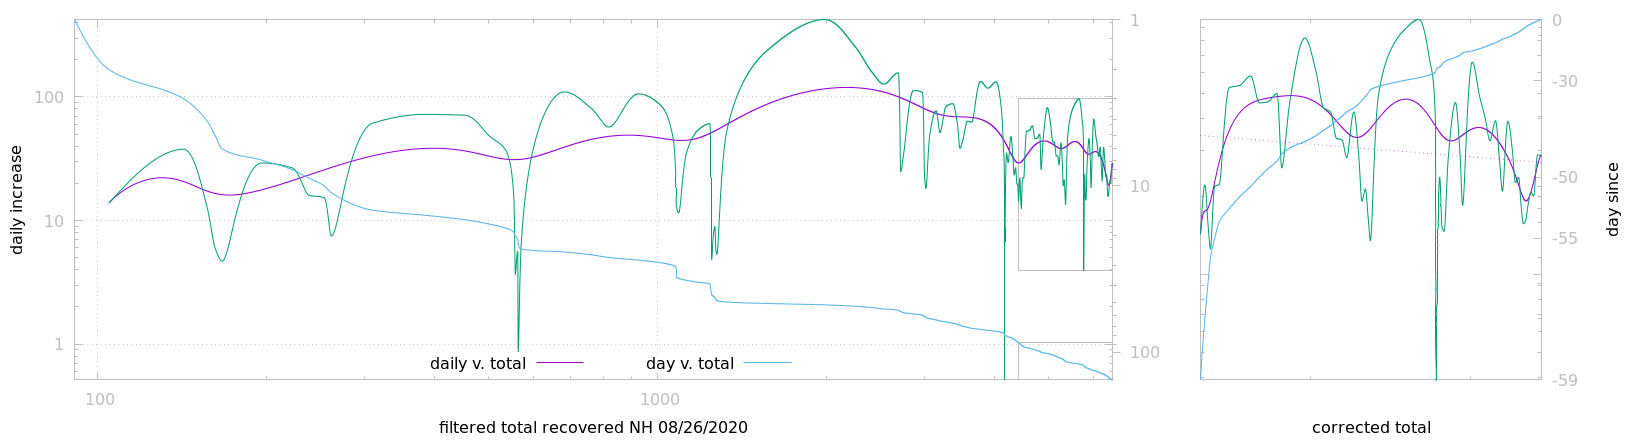 1
0
-30
-50
-55
-59
100
10
1
10
100
daily increase
day since
daily v. total
day v. total
100
1000
filtered total recovered NH 08/26/2020
corrected total